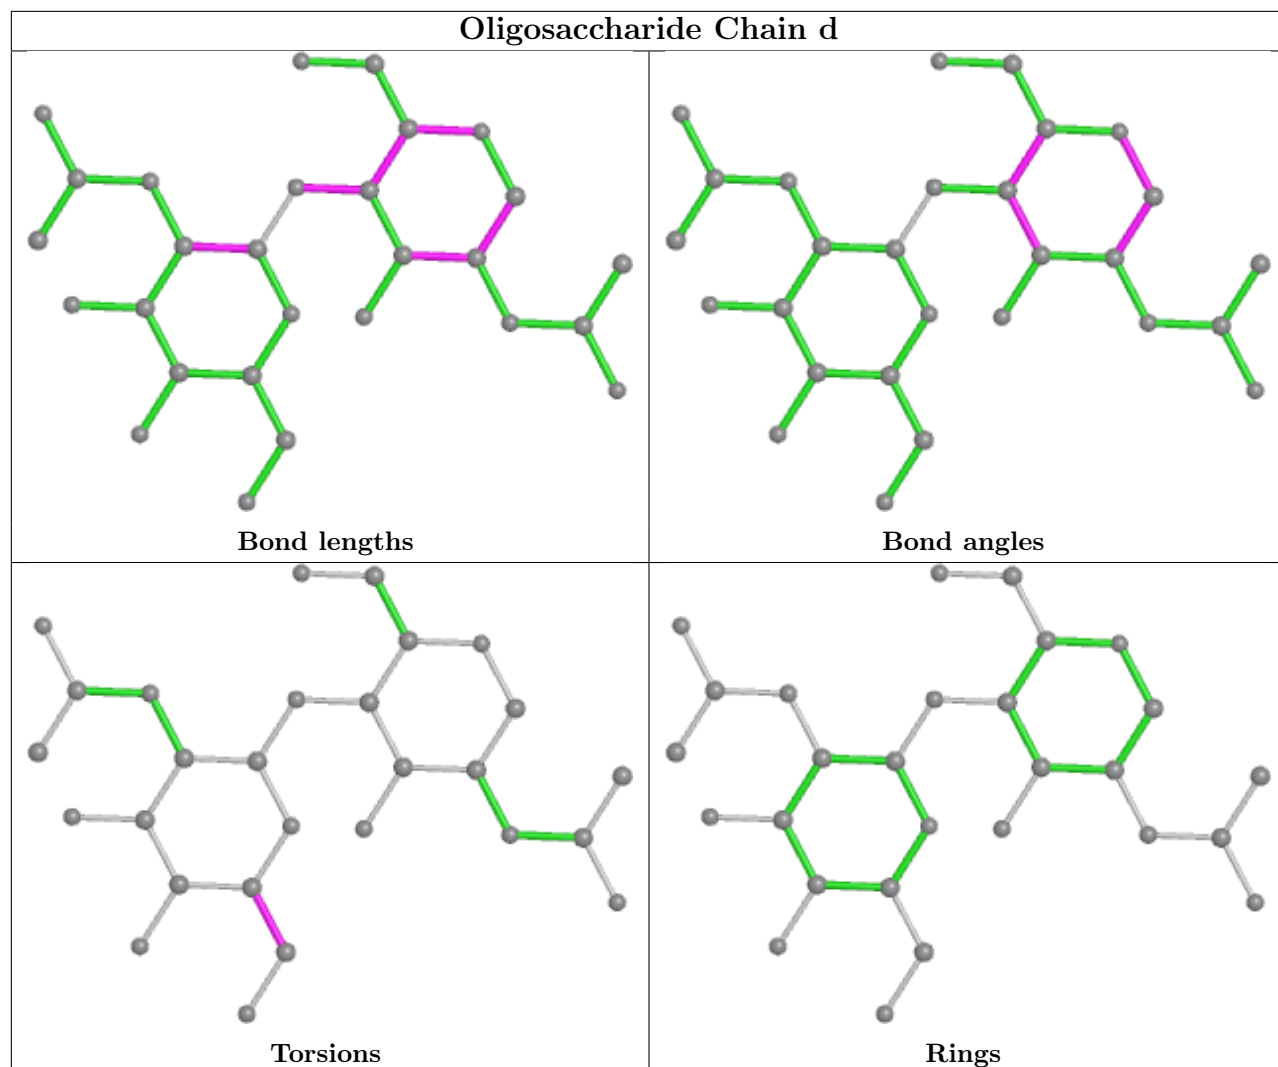 Oligosaccharide Chain d
Bond lengths
Bond angles
Torsions
Rings